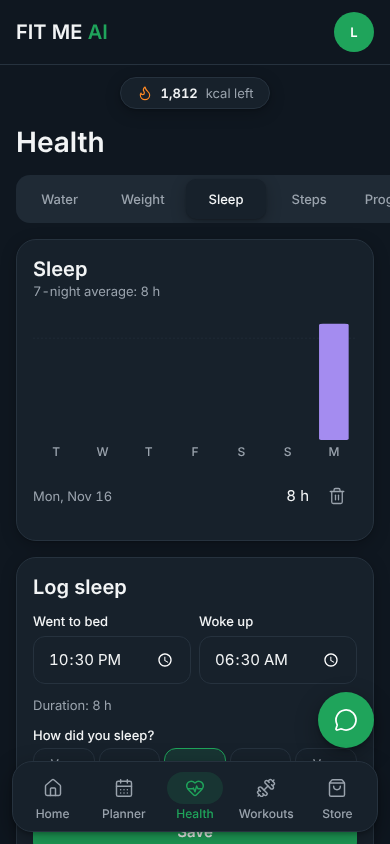 FIT ME AI
L
1,812 kcal left
Health
Water Weight Sleep Steps Prog
Sleep
7-night average: 8 h
T W T F S S M
Mon, Nov 16 8 h
Log sleep
Went to bed Woke up
10:30 PM 06:30 AM
Duration: 8 h
How did you sleep?
Home Planner Health Workouts Store
Save